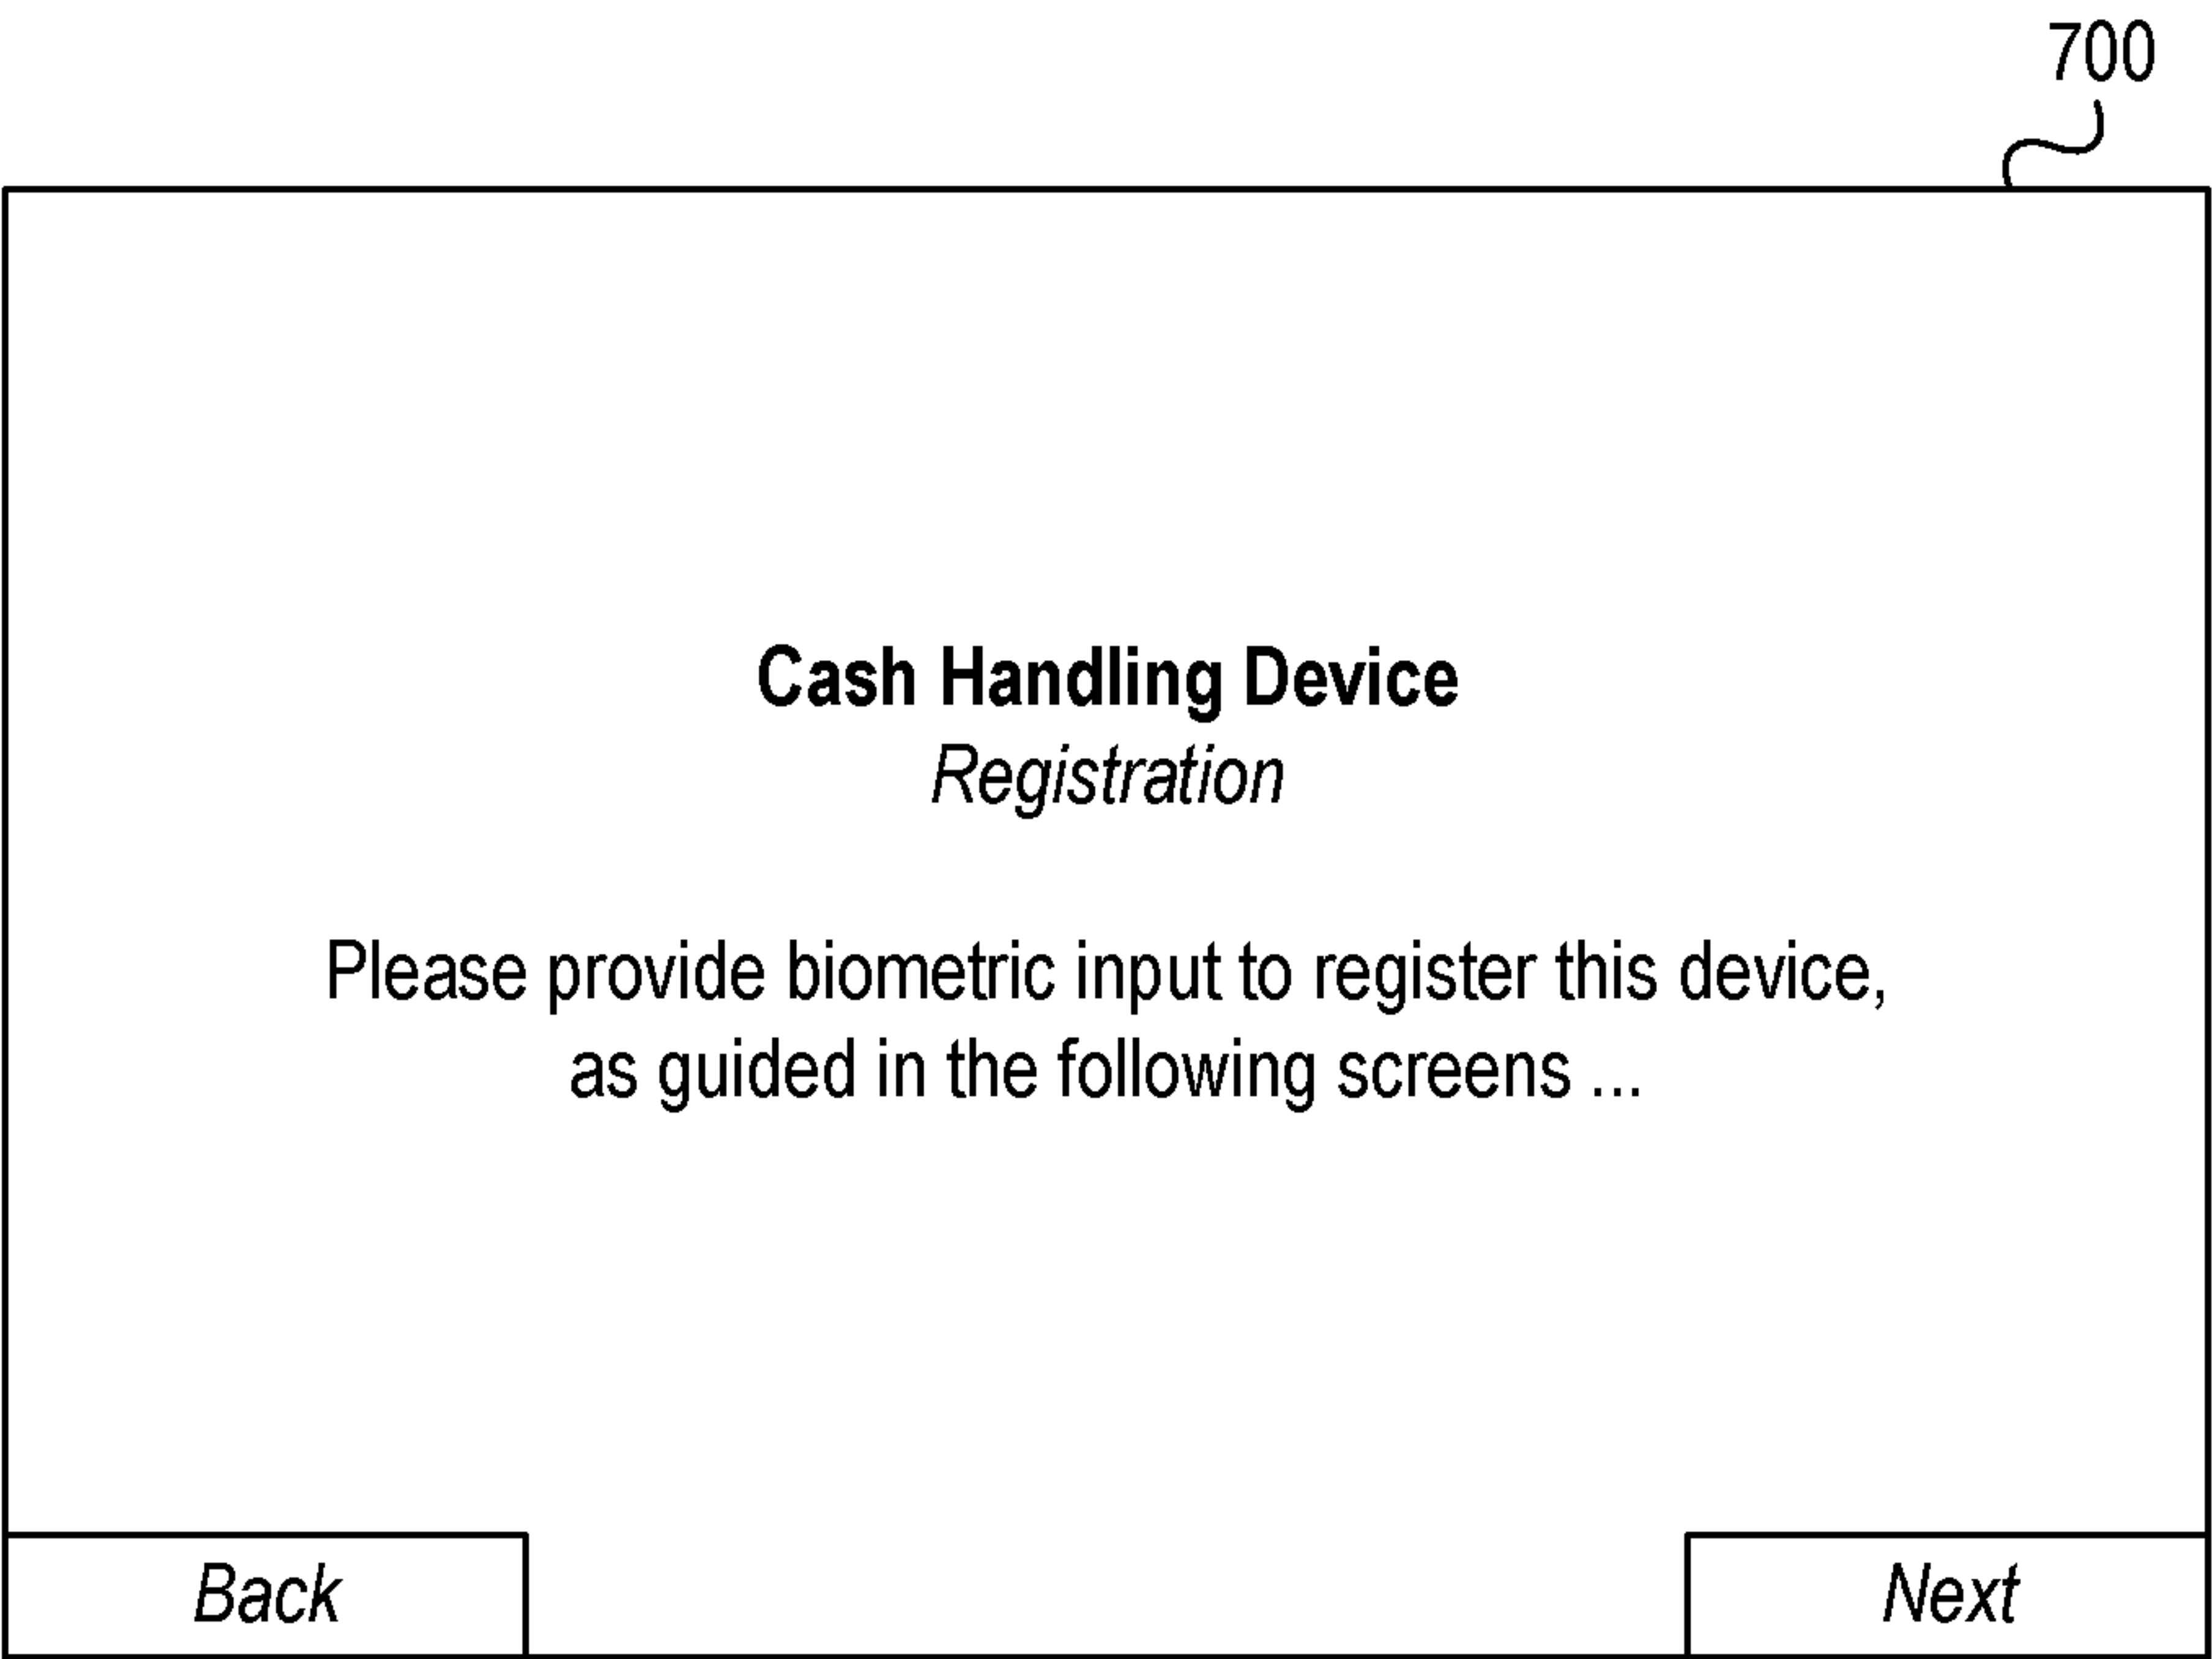 700
Cash Handling Device
Registration
Please provide biometric input to register this device,
as guided in the following screens ...
Back
Next